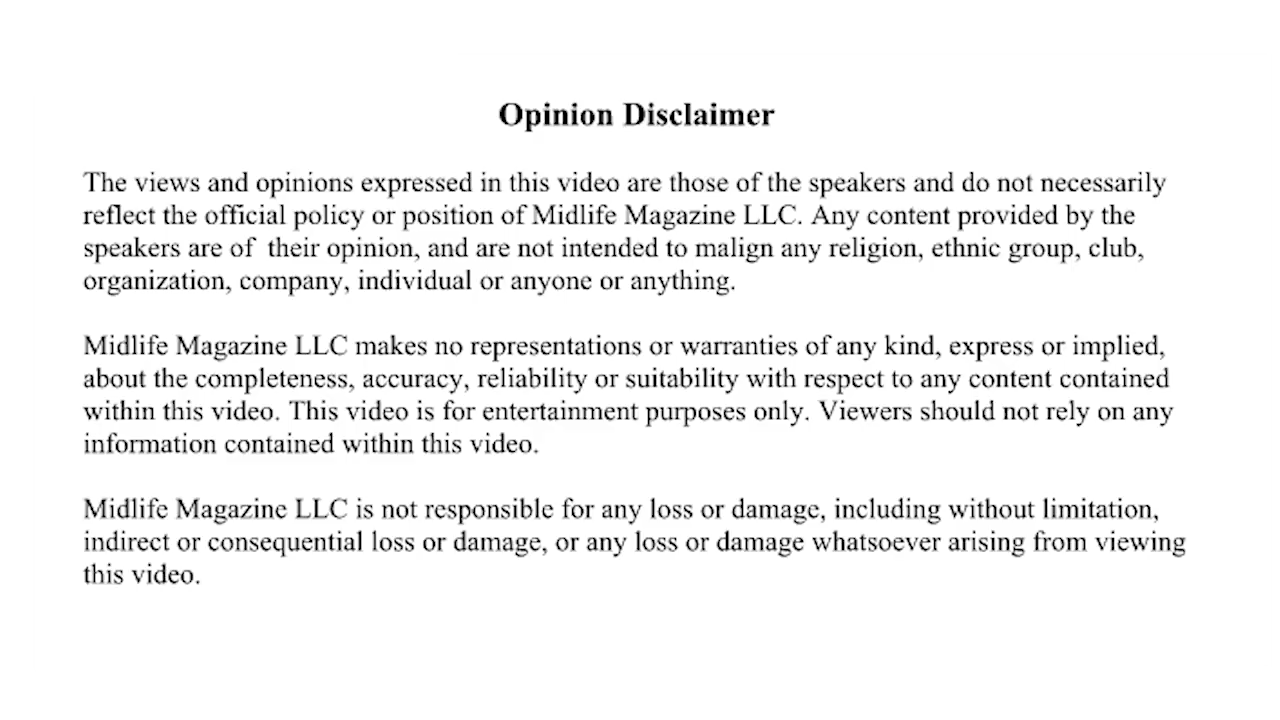 Opinion Disclaimer
The views and opinions expressed in this video are those of the speakers and do not necessarily
reflect the official policy or position of Midlife Magazine LLC. Any content provided by the
speakers are of  their opinion, and are not intended to malign any religion, ethnic group, club,
organization, company, individual or anyone or anything.
Midlife Magazine LLC makes no representations or warranties of any kind, express or implied,
about the completeness, accuracy, reliability or suitability with respect to any content contained
within this video. This video is for entertainment purposes only. Viewers should not rely on any
information contained within this video.
Midlife Magazine LLC is not responsible for any loss or damage, including without limitation,
indirect or consequential loss or damage, or any loss or damage whatsoever arising from viewing
this video.